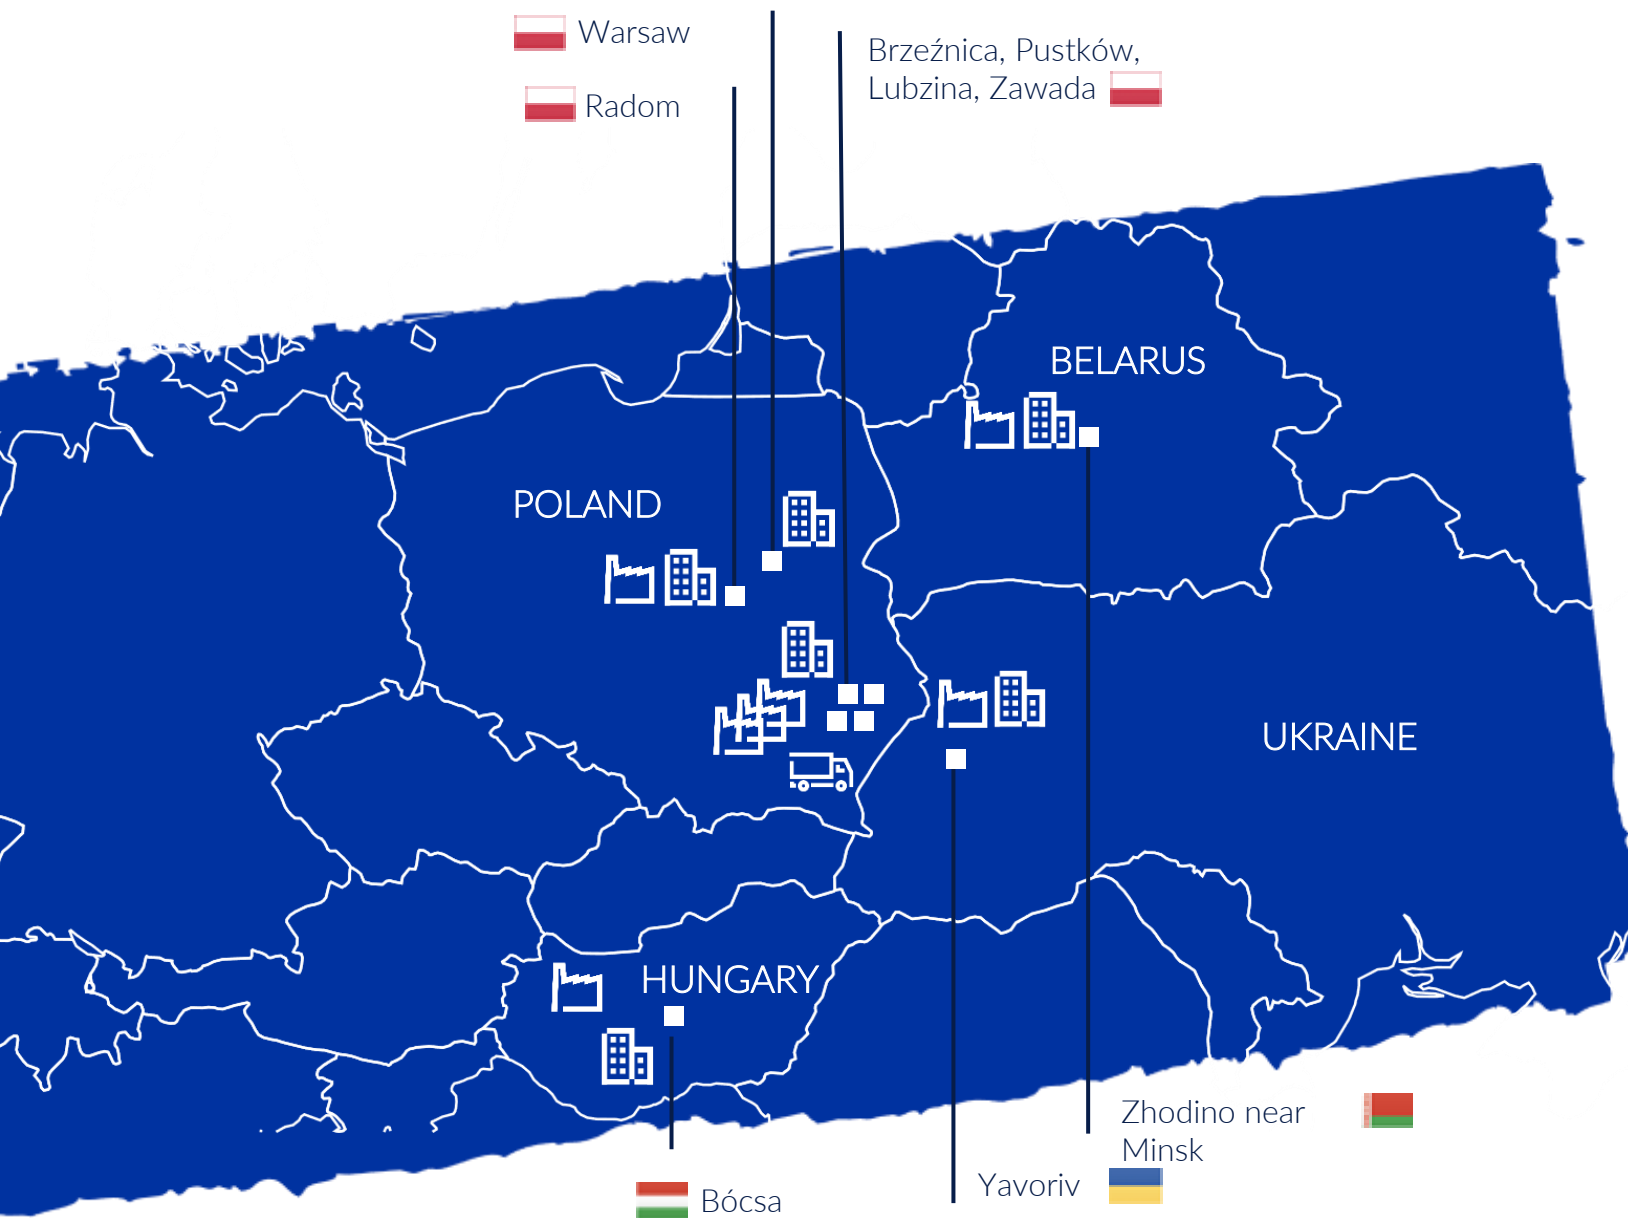 Warsaw
Brzeźnica, Pustków,
Lubzina, Zawada
Radom
BELARUS
POLAND
UKRAINE
HUNGARY
Zhodino near
Minsk
Yavoriv
Bócsa